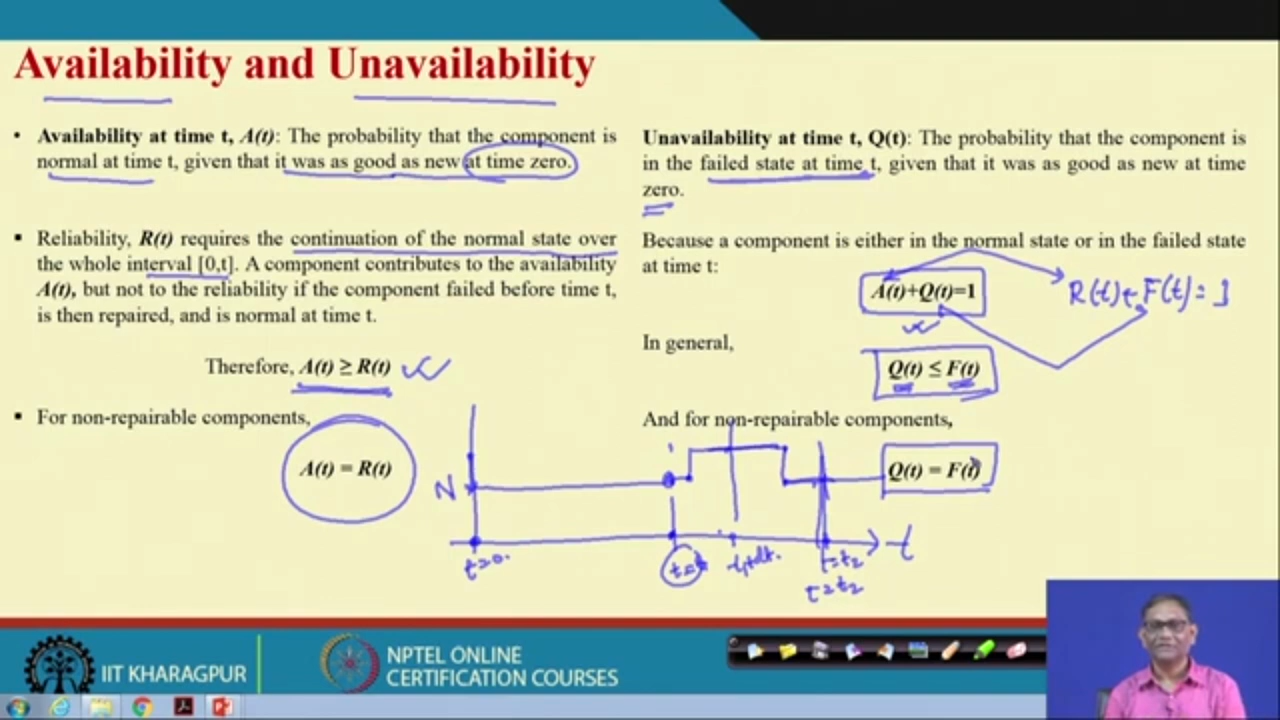 Availability and Unavailability
• Availability at time t, A(t): The probability that the component is
normal at time t, given that it was as good as new at time zero.
▪ Reliability, R(t) requires the continuation of the normal state over
the whole interval [0,t]. A component contributes to the availability
A(t), but not to the reliability if the component failed before time t,
is then repaired, and is normal at time t.
Therefore, A(t) ≥ R(t)
▪ For non-repairable components,
A(t) = R(t)
Unavailability at time t, Q(t): The probability that the component is
in the failed state at time t, given that it was as good as new at time
zero.
Because a component is either in the normal state or in the failed state
at time t:
A(t)+Q(t)=1
R(t)+F(t)=1
In general,
Q(t) ≤ F(t)
And for non-repairable components,
Q(t) = F(t)
N
t
t=0.
t=t2
t=t2
IIT KHARAGPUR
NPTEL ONLINE
CERTIFICATION COURSES